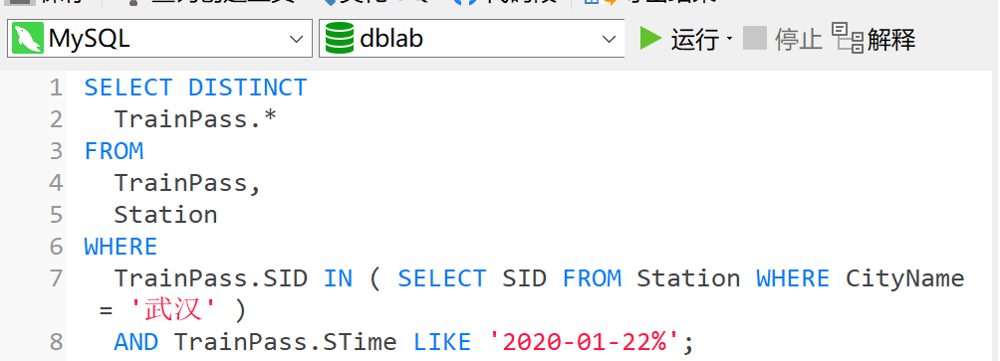 MySQL dblab 运行 · 停止 解释
1 SELECT DISTINCT
2 TrainPass.*
3 FROM
4 TrainPass,
5 Station
6 WHERE
7 TrainPass.SID IN ( SELECT SID FROM Station WHERE CityName
= '武汉' )
8 AND TrainPass.STime LIKE '2020-01-22%';